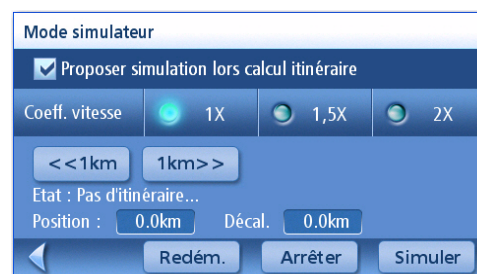 Mode simulateur
Proposer simulation lors calcul itinéraire
Coeff. vitesse 1X 1,5X 2X
<<1km 1km>>
Etat : Pas d'itinéraire...
Position : 0.0km Décal. 0.0km
Redém. Arrêter Simuler